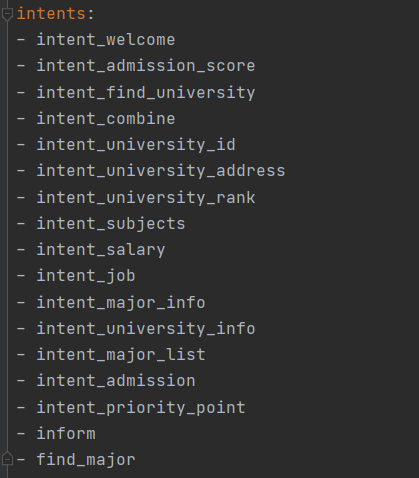 intents:
- intent_welcome
- intent_admission_score
- intent_find_university
- intent_combine
- intent_university_id
- intent_university_address
- intent_university_rank
- intent_subjects
- intent_salary
- intent_job
- intent_major_info
- intent_university_info
- intent_major_list
- intent_admission
- intent_priority_point
- inform
- find_major